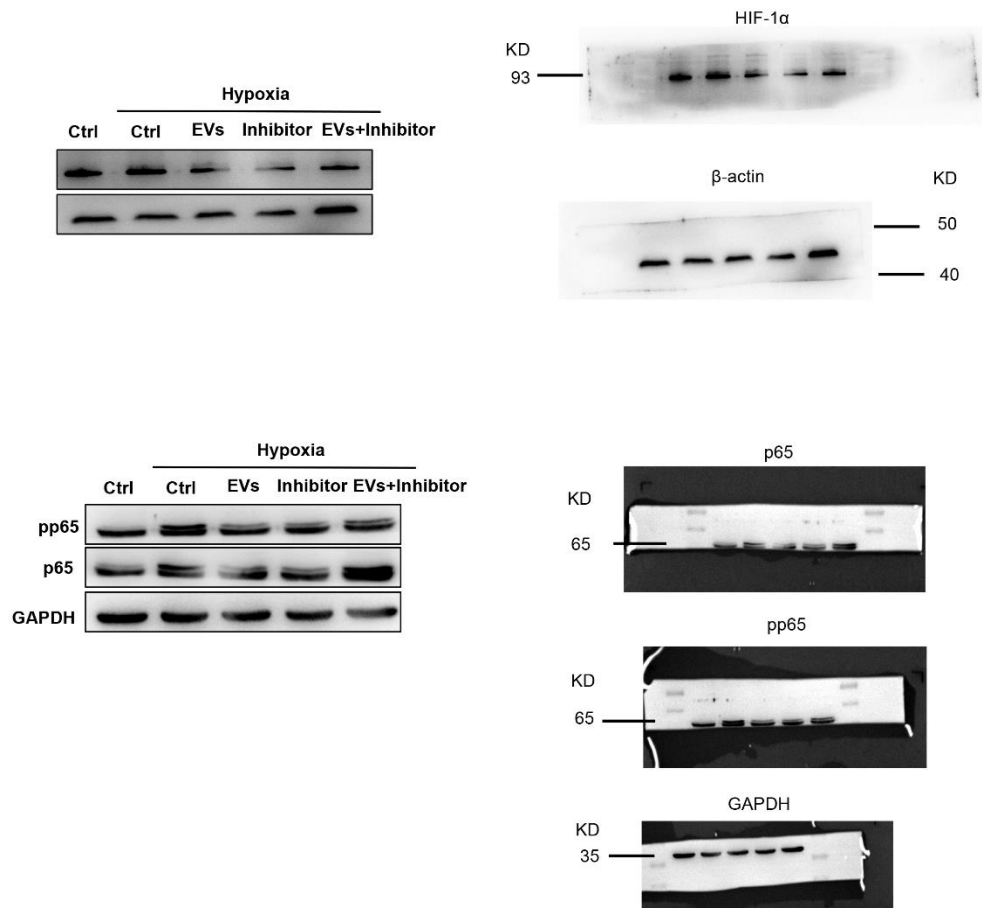 HIF-1α
KD
93
Hypoxia
Ctrl Ctrl EVs Inhibitor EVs+Inhibitor
β-actin KD
50
40
Hypoxia
Ctrl Ctrl EVs Inhibitor EVs+Inhibitor
pp65
p65
GAPDH
p65
KD
65
pp65
KD
65
GAPDH
KD
35